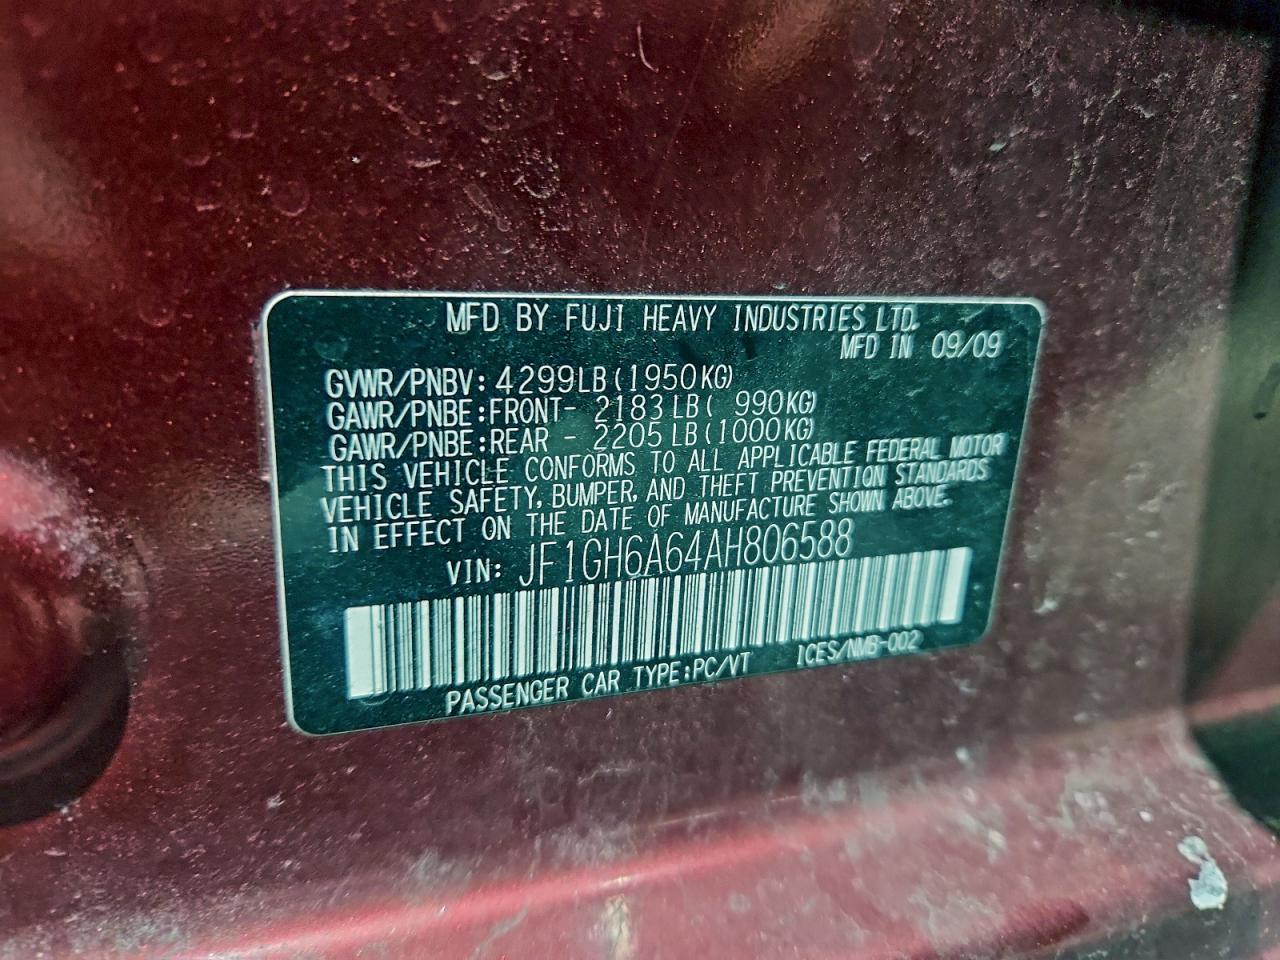 MFD BY FUJI HEAVY INDUSTRIES LTD.
MFD IN 09/09
GVWR/PNBV: 4299LB(1950KG)
GAWR/PNBE:FRONT- 2183LB( 990KG)
GAWR/PNBE:REAR - 2205LB(1000KG)
THIS VEHICLE CONFORMS TO ALL APPLICABLE FEDERAL MOTOR
VEHICLE SAFETY, BUMPER, AND THEFT PREVENTION STANDARDS
IN EFFECT ON THE DATE OF MANUFACTURE SHOWN ABOVE.
VIN: JF1GH6A64AH806588
PASSENGER CAR TYPE:PC/VT ICES/NMB-002